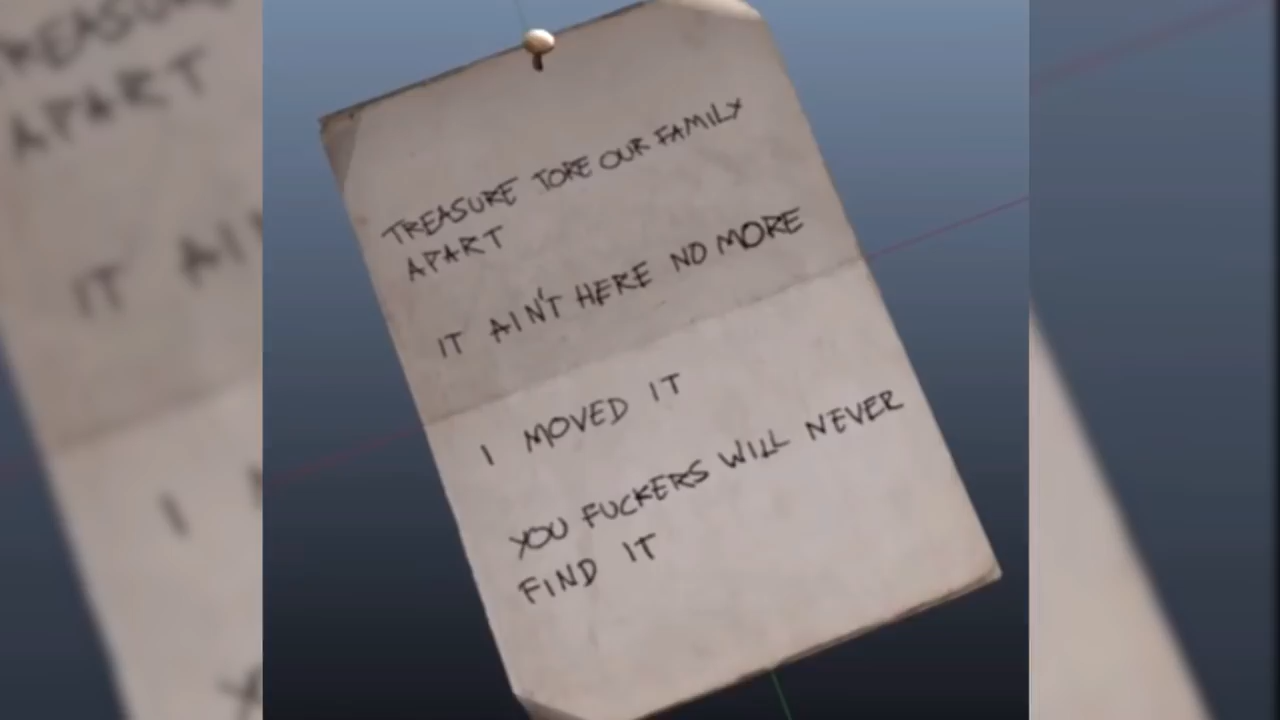 TREASURE TORE OUR FAMILY
APART
IT AIN'T HERE NO MORE
I MOVED IT
YOU FUCKERS WILL NEVER
FIND IT